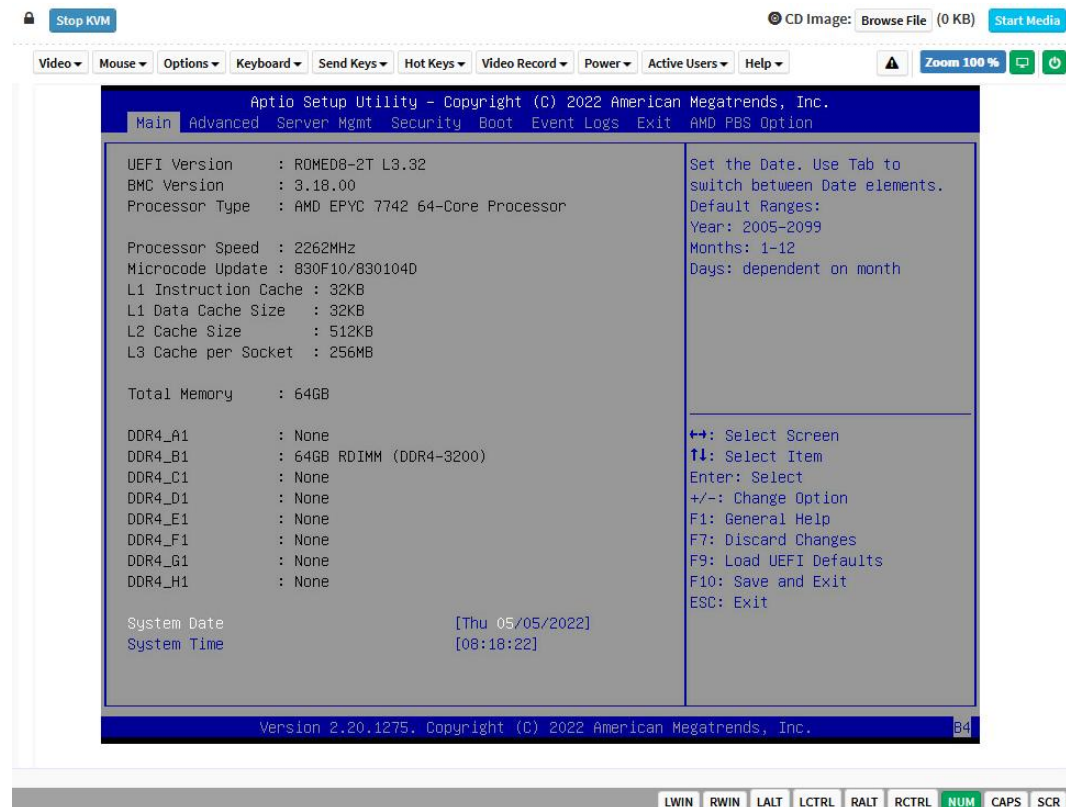 Stop KVM CD Image: Browse File (0 KB) Start Media
Video Mouse Options Keyboard Send Keys Hot Keys Video Record Power Active Users Help Zoom 100 %
Aptio Setup Utility – Copyright (C) 2022 American Megatrends, Inc.
Main Advanced Server Mgmt Security Boot Event Logs Exit AMD PBS Option
UEFI Version : ROMED8-2T L3.32
BMC Version : 3.18.00
Processor Type : AMD EPYC 7742 64-Core Processor
Processor Speed : 2262MHz
Microcode Update : 830F10/830104D
L1 Instruction Cache : 32KB
L1 Data Cache Size : 32KB
L2 Cache Size : 512KB
L3 Cache per Socket : 256MB
Total Memory : 64GB
DDR4_A1 : None
DDR4_B1 : 64GB RDIMM (DDR4-3200)
DDR4_C1 : None
DDR4_D1 : None
DDR4_E1 : None
DDR4_F1 : None
DDR4_G1 : None
DDR4_H1 : None
System Date [Thu 05/05/2022]
System Time [08:18:22]
Set the Date. Use Tab to
switch between Date elements.
Default Ranges:
Year: 2005-2099
Months: 1-12
Days: dependent on month
↔: Select Screen
↑↓: Select Item
Enter: Select
+/-: Change Option
F1: General Help
F7: Discard Changes
F9: Load UEFI Defaults
F10: Save and Exit
ESC: Exit
Version 2.20.1275. Copyright (C) 2022 American Megatrends, Inc.
B4
LWIN RWIN LALT LCTRL RALT RCTRL NUM CAPS SCR